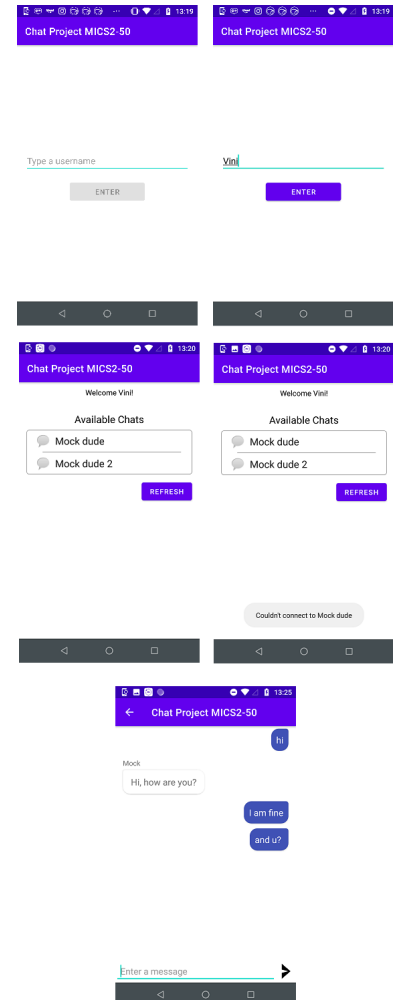 13:19
Chat Project MICS2-50
Type a username
ENTER
13:19
Chat Project MICS2-50
Vini
ENTER
13:20
Chat Project MICS2-50
Welcome Vini!
Available Chats
Mock dude
Mock dude 2
REFRESH
13:20
Chat Project MICS2-50
Welcome Vini!
Available Chats
Mock dude
Mock dude 2
REFRESH
Couldn't connect to Mock dude
13:25
Chat Project MICS2-50
hi
Mock
Hi, how are you?
I am fine
and u?
Enter a message